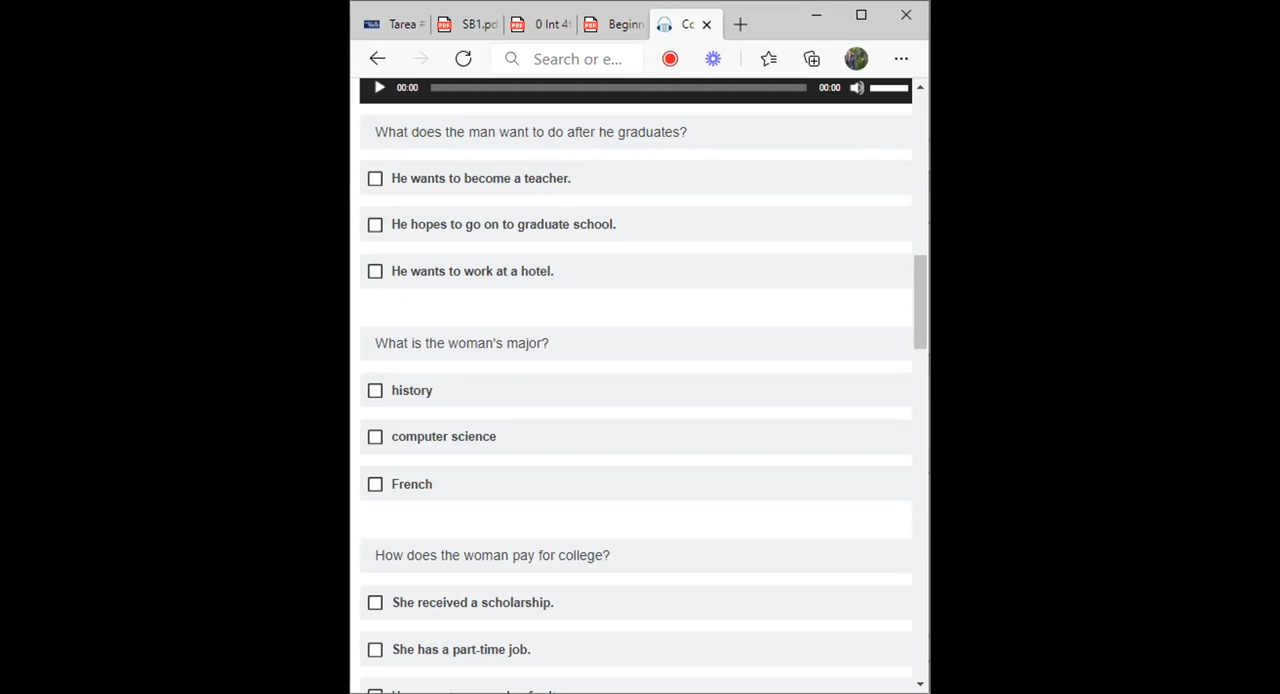 Tarea
SB1.pd
0 Int 4
Beginn
Cc
Search or e...
00:00
00:00
What does the man want to do after he graduates?
He wants to become a teacher.
He hopes to go on to graduate school.
He wants to work at a hotel.
What is the woman's major?
history
computer science
French
How does the woman pay for college?
She received a scholarship.
She has a part-time job.